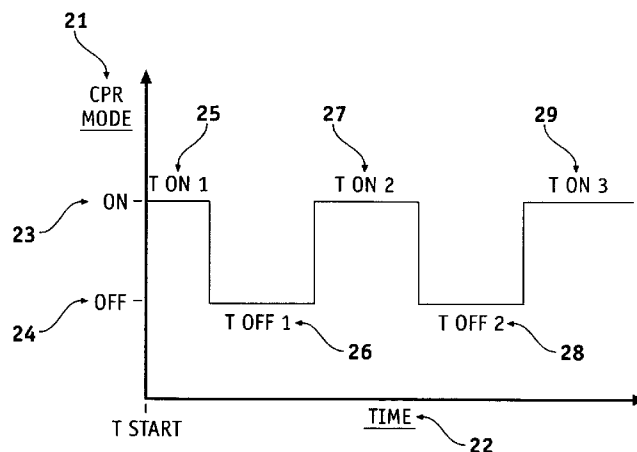 21
CPR
MODE
25
27
29
T ON 1
T ON 2
T ON 3
23
ON
24
OFF
T OFF 1
26
T OFF 2
28
T START
TIME
22